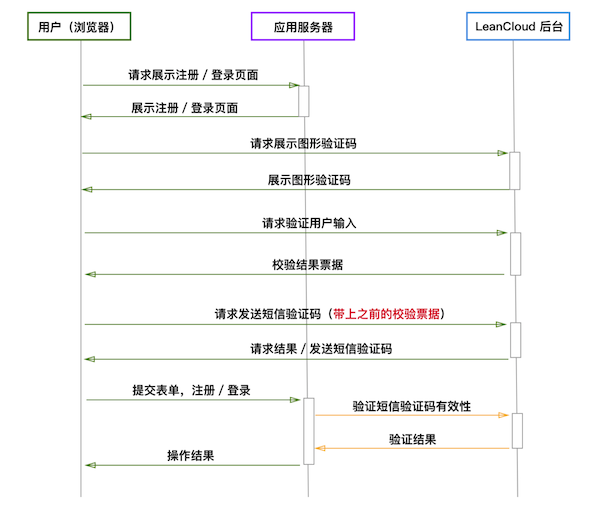 用户（浏览器）
应用服务器
LeanCloud 后台
请求展示注册 / 登录页面
展示注册 / 登录页面
请求展示图形验证码
展示图形验证码
请求验证用户输入
校验结果票据
请求发送短信验证码（带上之前的校验票据）
请求结果 / 发送短信验证码
提交表单，注册 / 登录
验证短信验证码有效性
验证结果
操作结果